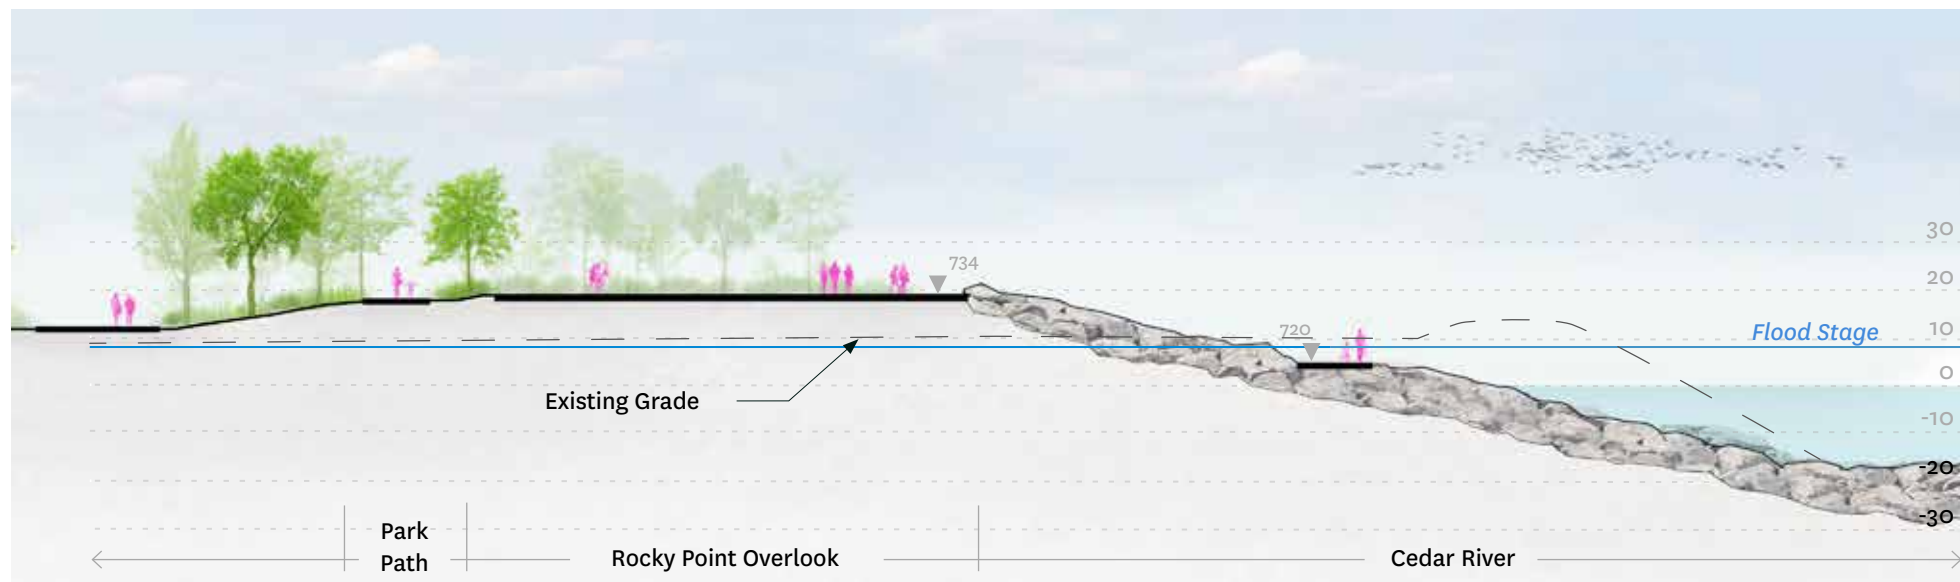 734
30
20
720
Flood Stage
10
0
Existing Grade
-10
-20
-30
Park
Path
Rocky Point Overlook
Cedar River